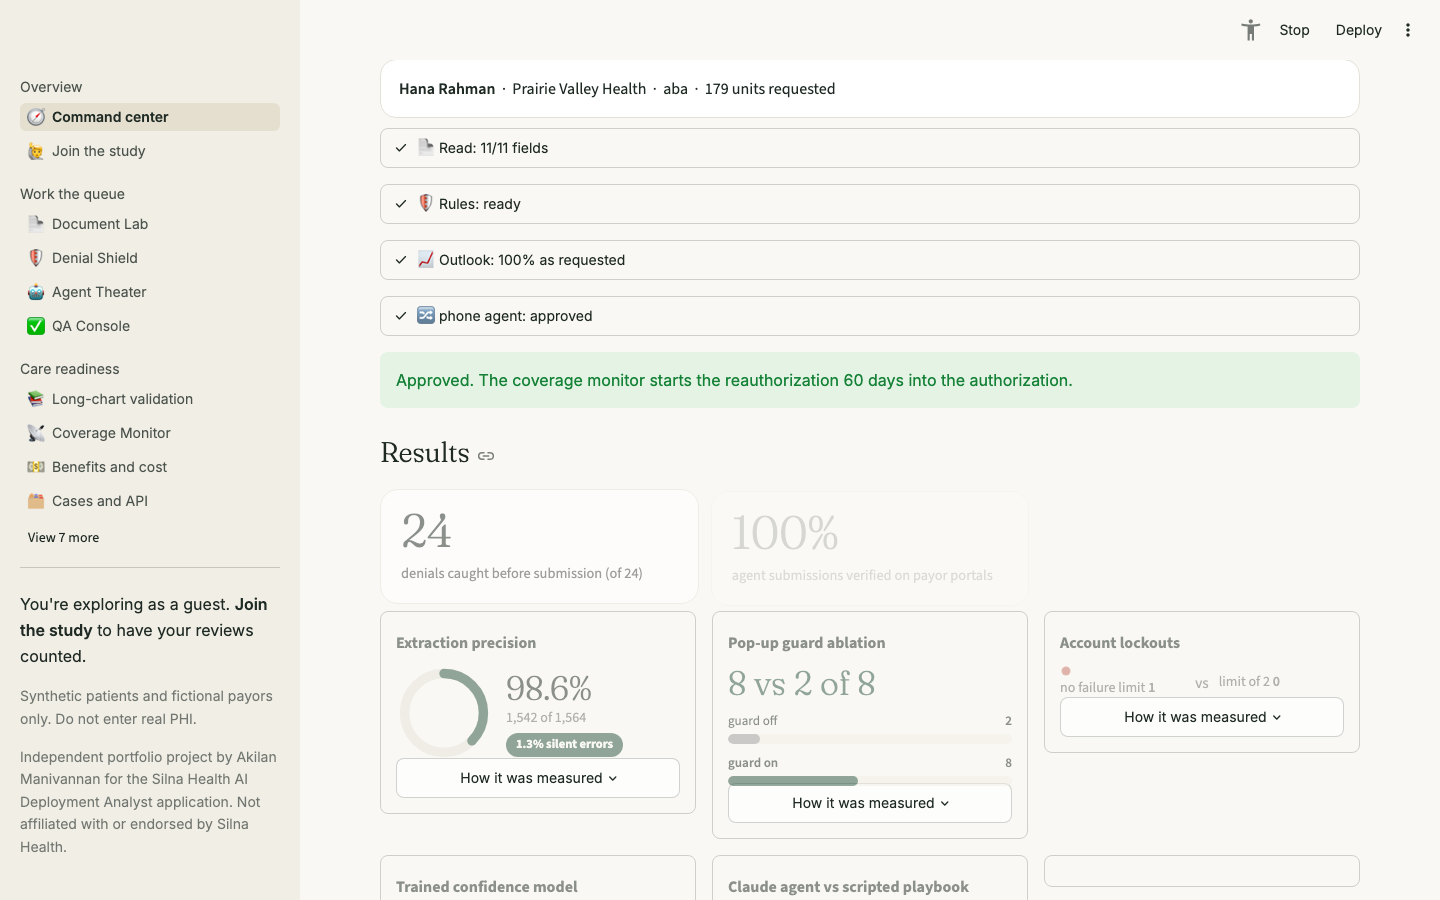 Stop
Deploy
Overview
Command center
Join the study
Work the queue
Document Lab
Denial Shield
Agent Theater
QA Console
Care readiness
Long-chart validation
Coverage Monitor
Benefits and cost
Cases and API
View 7 more
You're exploring as a guest. Join
the study to have your reviews
counted.
Synthetic patients and fictional payors
only. Do not enter real PHI.
Independent portfolio project by Akilan
Manivannan for the Silna Health AI
Deployment Analyst application. Not
affiliated with or endorsed by Silna
Health.
Hana Rahman · Prairie Valley Health · aba · 179 units requested
Read: 11/11 fields
Rules: ready
Outlook: 100% as requested
phone agent: approved
Approved. The coverage monitor starts the reauthorization 60 days into the authorization.
Results
24
denials caught before submission (of 24)
100%
agent submissions verified on payor portals
Extraction precision
98.6%
1,542 of 1,564
1.3% silent errors
How it was measured
Pop-up guard ablation
8 vs 2 of 8
guard off 2
guard on 8
How it was measured
Account lockouts
no failure limit 1 vs limit of 2 0
How it was measured
Trained confidence model
Claude agent vs scripted playbook